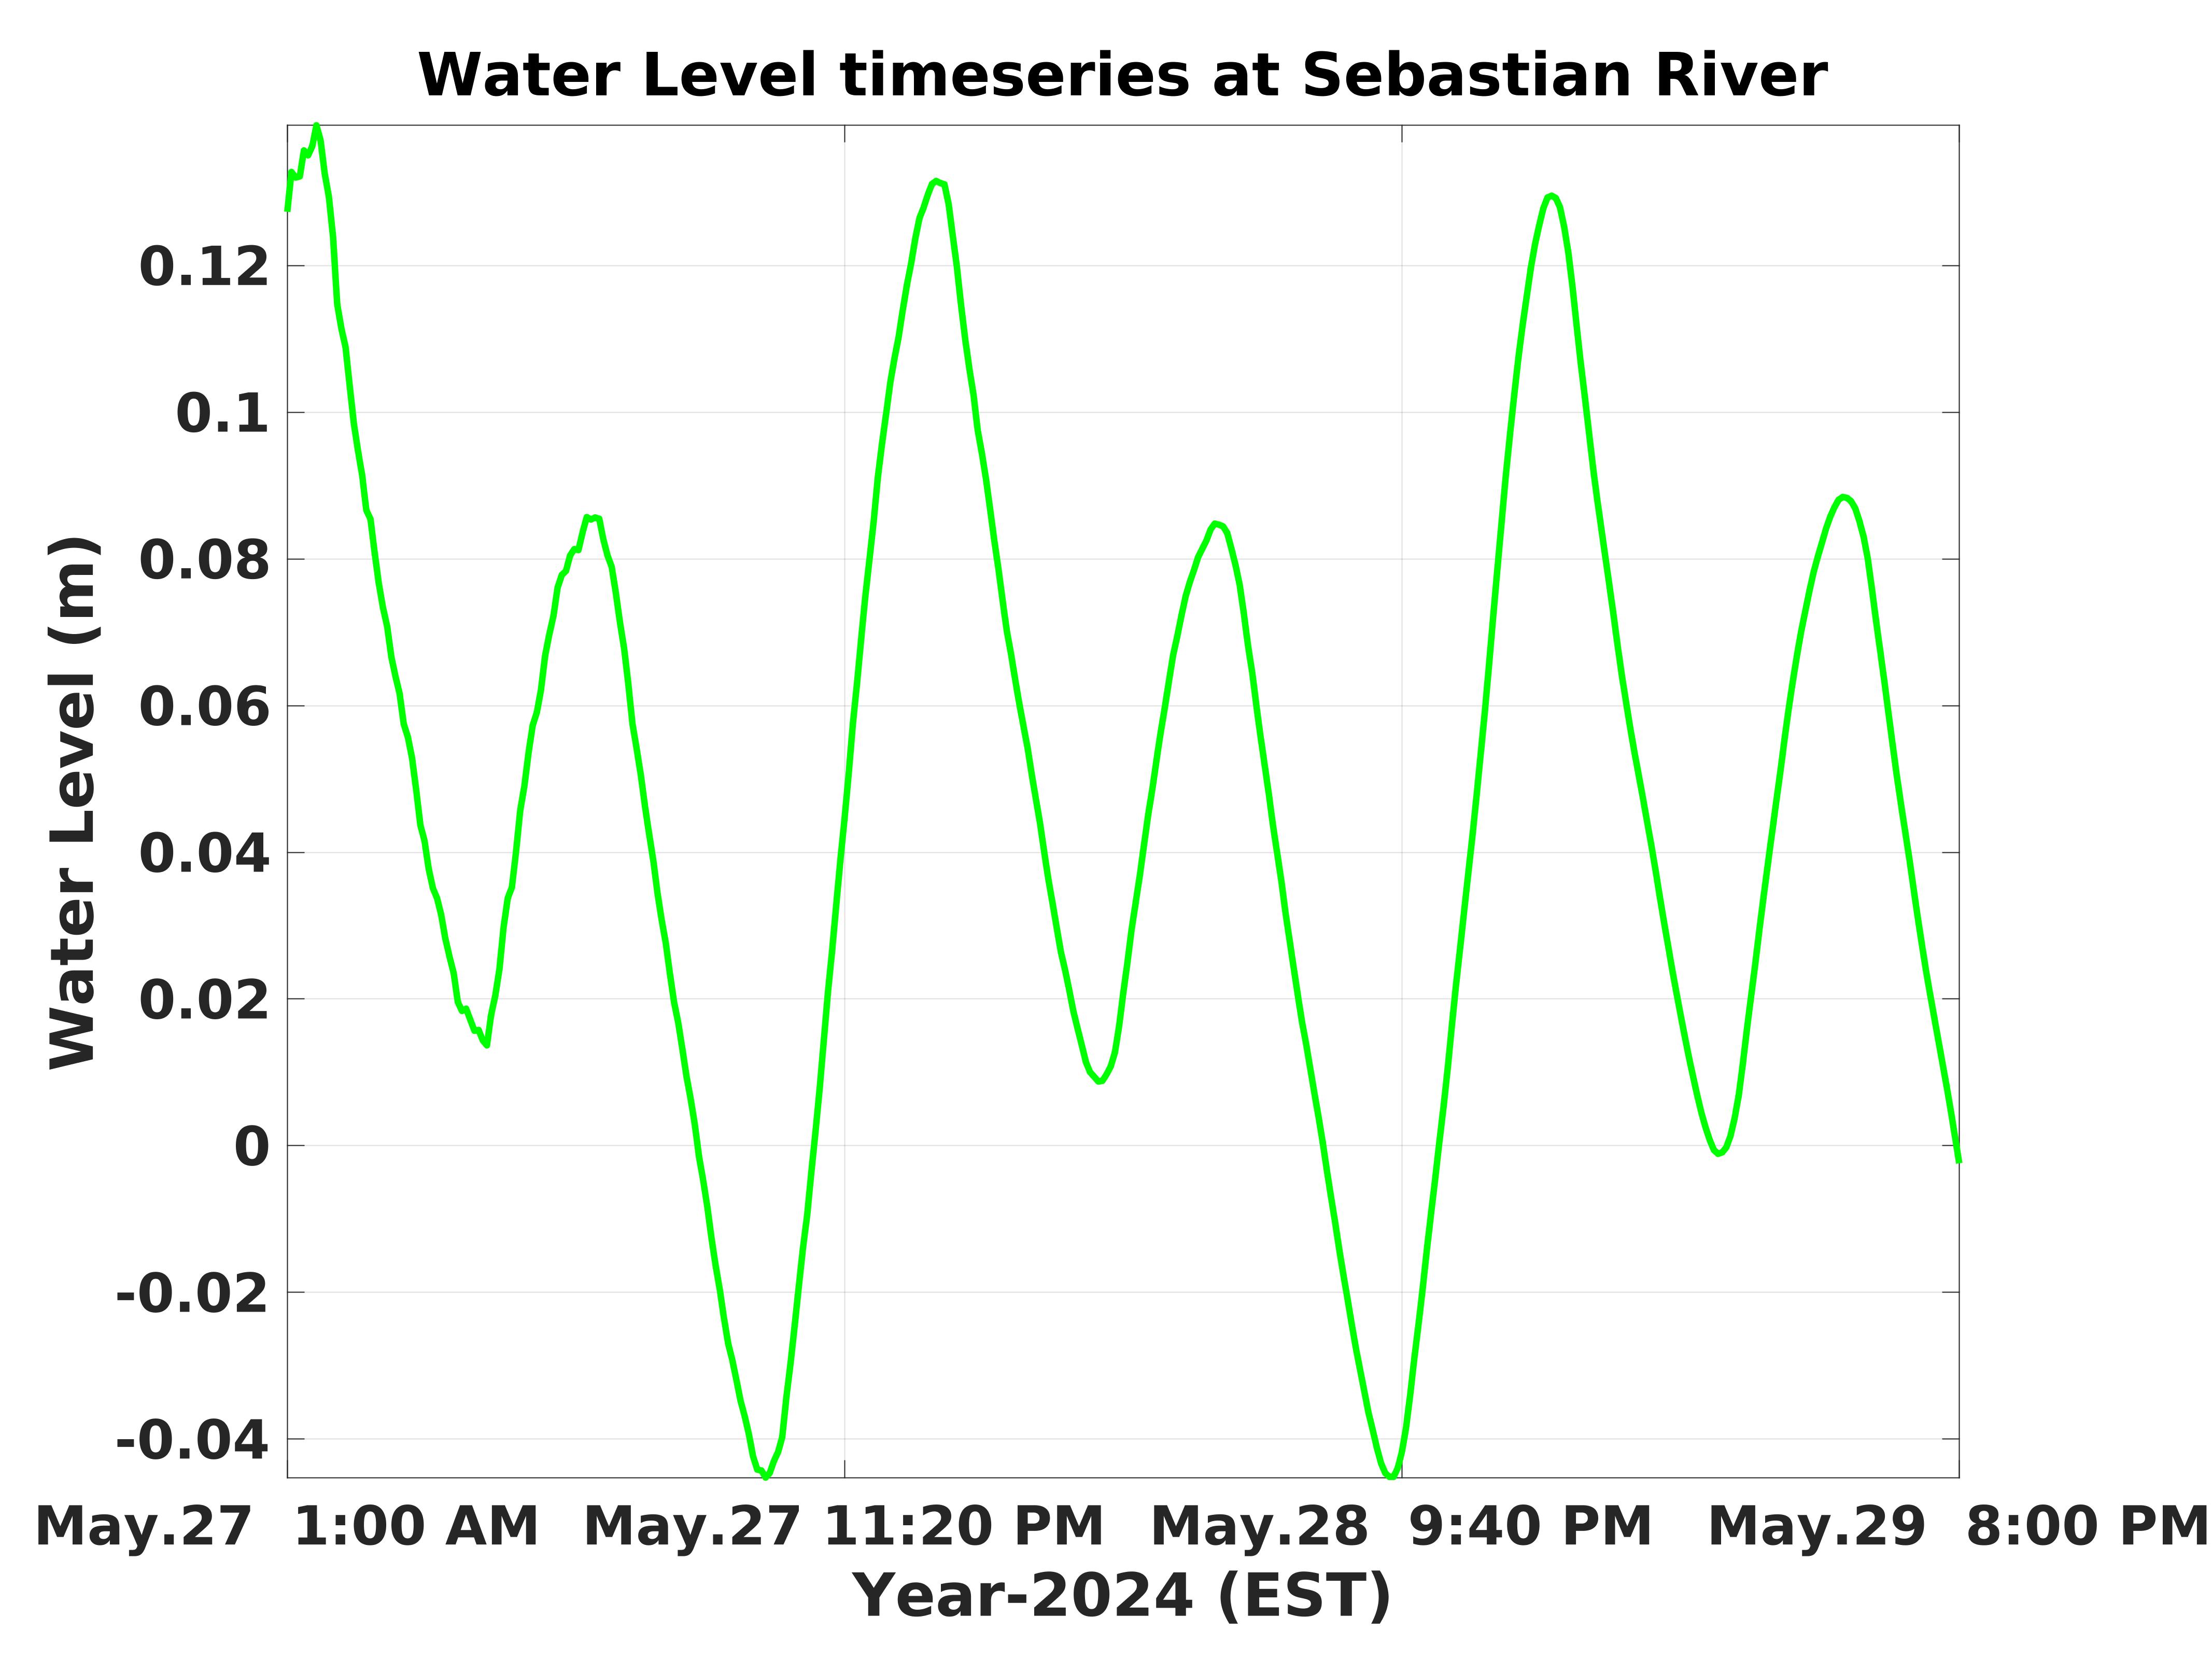 Water Level timeseries at Sebastian River
Water Level (m)
0.12
0.1
0.08
0.06
0.04
0.02
0
-0.02
-0.04
May.27  1:00 AM
May.27 11:20 PM
May.28  9:40 PM
May.29  8:00 PM
Year-2024 (EST)